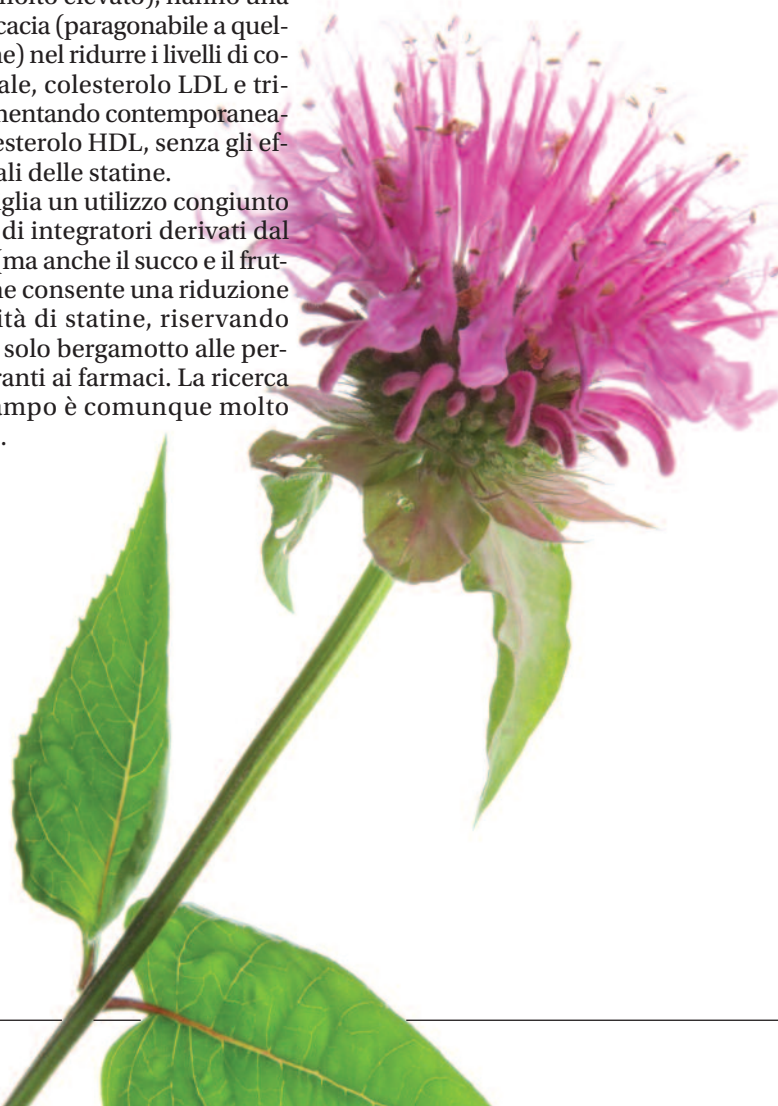 molto elevato), hanno una
cacia (paragonabile a quel-
ne) nel ridurre i livelli di co-
ale, colesterolo LDL e tri-
mentando contemporanea-
esterolo HDL, senza gli ef-
ali delle statine.
glia un utilizzo congiunto
di integratori derivati dal
(ma anche il succo e il frut-
ne consente una riduzione
ità di statine, riservando
solo bergamotto alle per-
ranti ai farmaci. La ricerca
ampo è comunque molto
.